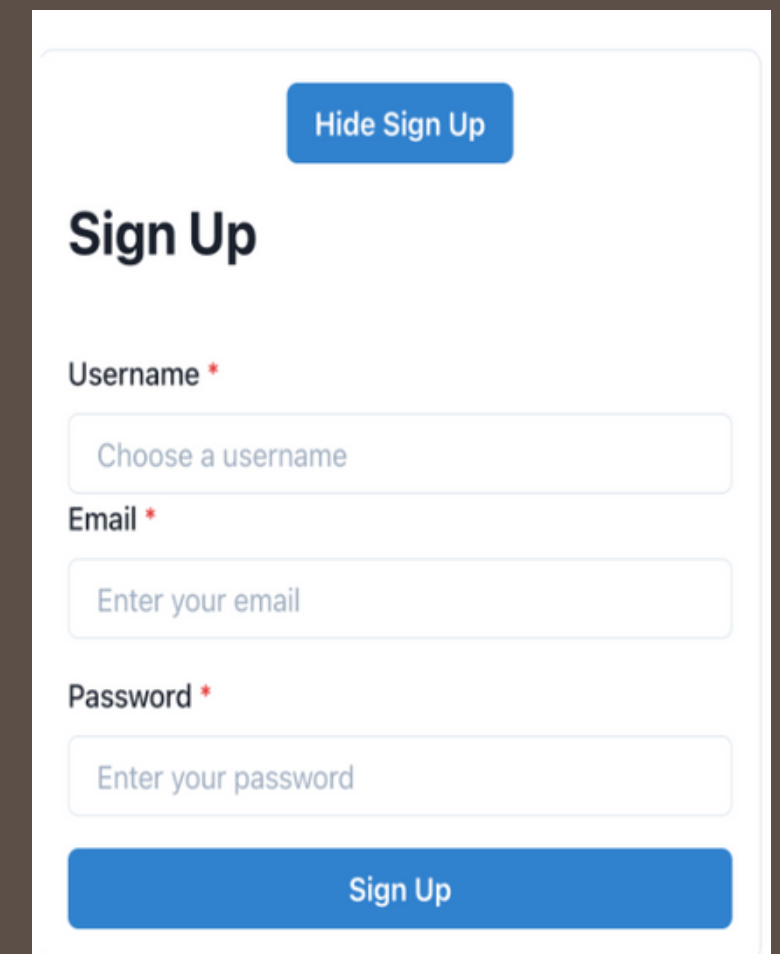 Hide Sign Up
Sign Up
Username *
Choose a username
Email *
Enter your email
Password *
Enter your password
Sign Up